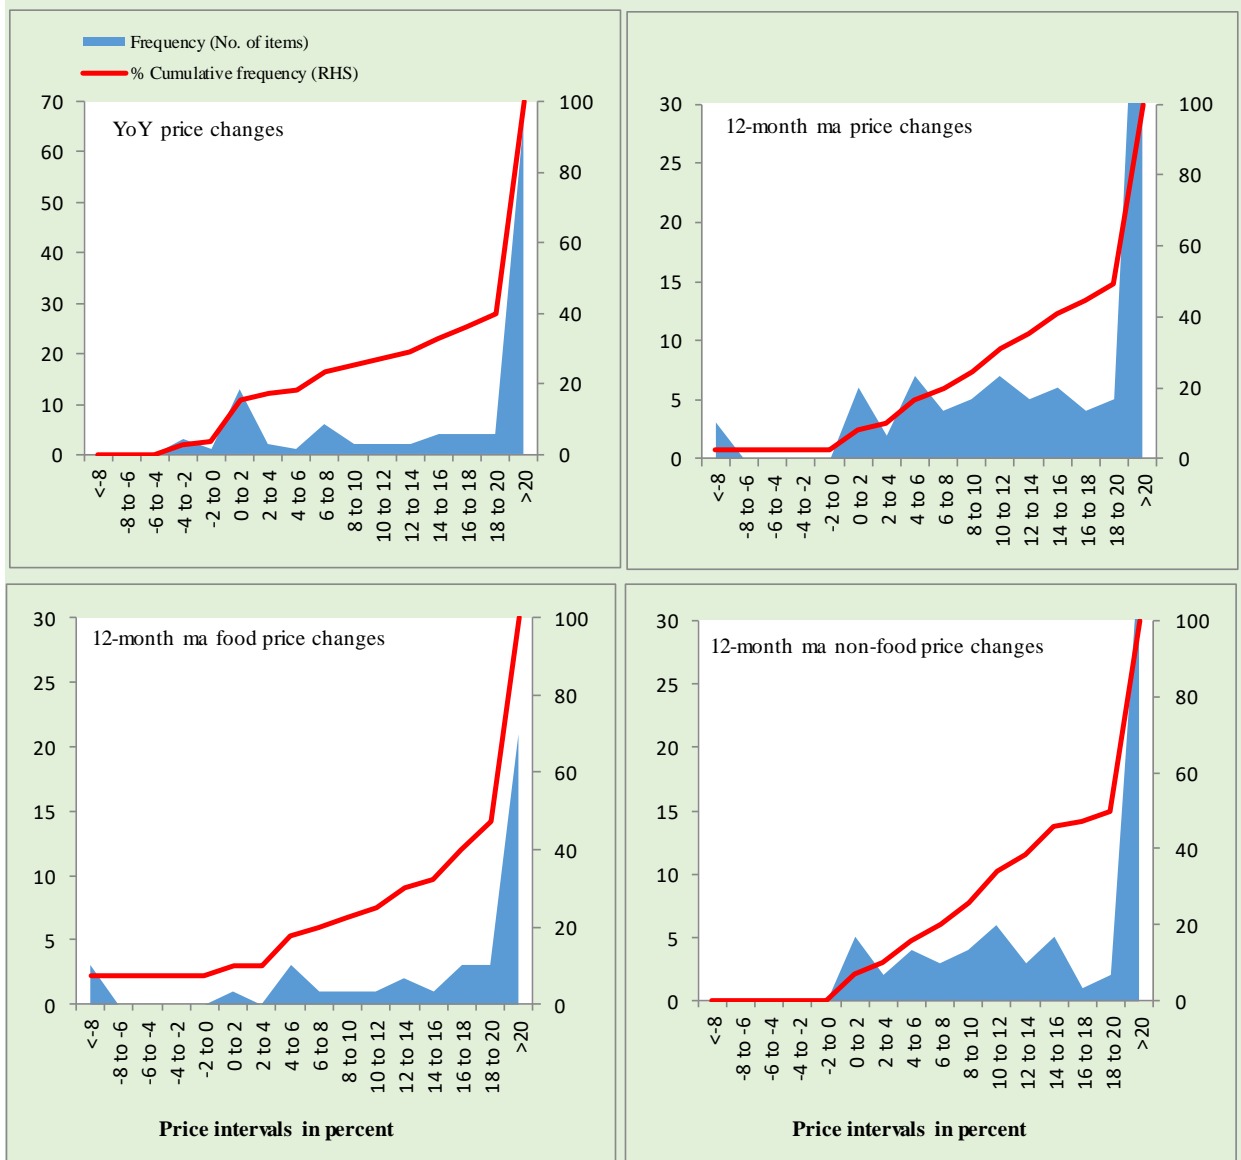 Frequency (No. of items)
% Cumulative frequency (RHS)
YoY price changes
70
60
50
40
30
20
10
0
100
80
60
40
20
0
<-8
-8 to -6
-6 to -4
-4 to -2
-2 to 0
0 to 2
2 to 4
4 to 6
6 to 8
8 to 10
10 to 12
12 to 14
14 to 16
16 to 18
18 to 20
>20
12-month ma price changes
30
25
20
15
10
5
0
100
80
60
40
20
0
<-8
-8 to -6
-6 to -4
-4 to -2
-2 to 0
0 to 2
2 to 4
4 to 6
6 to 8
8 to 10
10 to 12
12 to 14
14 to 16
16 to 18
18 to 20
>20
12-month ma food price changes
30
25
20
15
10
5
0
100
80
60
40
20
0
<-8
-8 to -6
-6 to -4
-4 to -2
-2 to 0
0 to 2
2 to 4
4 to 6
6 to 8
8 to 10
10 to 12
12 to 14
14 to 16
16 to 18
18 to 20
>20
Price intervals in percent
12-month ma non-food price changes
30
25
20
15
10
5
0
100
80
60
40
20
0
<-8
-8 to -6
-6 to -4
-4 to -2
-2 to 0
0 to 2
2 to 4
4 to 6
6 to 8
8 to 10
10 to 12
12 to 14
14 to 16
16 to 18
18 to 20
>20
Price intervals in percent